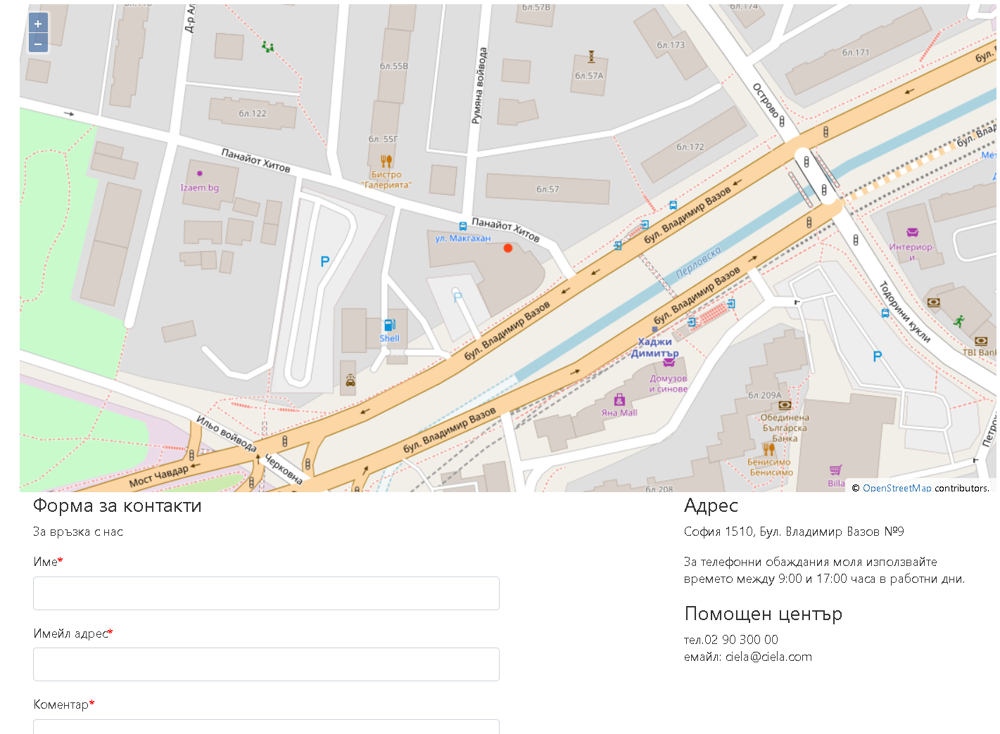 +
−
Д-р Ал
бл.57В
бл.174
бл.173
бл.171
бул.
бл.55В
бл.57А
Румяна войвода
Острово
бл.122
бл. 55Г
бл.172
бул. Влад
Панайот Хитов
Мет
Бистро
"Галерията"
Izaem.bg
бл.57
бул. Владимир Вазов
Панайот Хитов
ул. Макгахан
Интериор-
и
P
Перловска
бул. Владимир Вазов
Тодорини кукли
P
бул. Владимир Вазов
Shell
Хаджи
Димитър
TBI Bank
P
Домузов
и синове
бл.209А
Яна Mall
Обединена
Българска
Банка
Ильо войвода
бул. Владимир Вазов
Петрох
Черковна
Бенисимо
Бенисимо
Мост Чавдар
Billa
бл.208
© OpenStreetMap contributors.
Форма за контакти
За връзка с нас
Име*
Имейл адрес*
Коментар*
Адрес
София 1510, Бул. Владимир Вазов №9
За телефонни обаждания моля използвайте
времето между 9:00 и 17:00 часа в работни дни.
Помощен център
тел.02 90 300 00
емайл: ciela@ciela.com